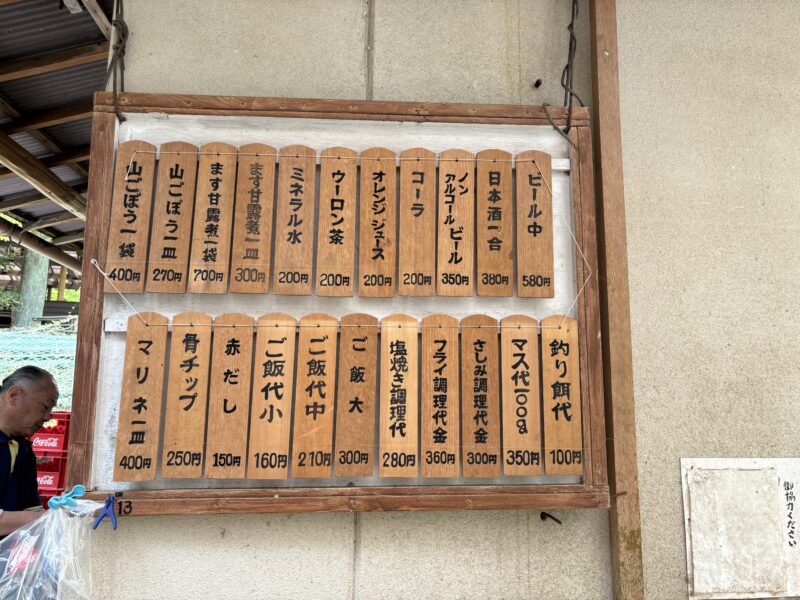 ビール中 580円
日本酒一合 380円
ノンアルコールビール 350円
コーラ 200円
オレンジジュース 200円
ウーロン茶 200円
ミネラル水 200円
ます甘露煮一皿 300円
ます甘露煮一袋 700円
山ごぼう一皿 270円
山ごぼう一袋 400円
釣り餌代 100円
マス代100g 350円
さしみ調理代金 300円
フライ調理代金 360円
塩焼き調理代 280円
ご飯大 300円
ご飯代中 210円
ご飯代小 160円
赤だし 150円
骨チップ 250円
マリネ一皿 400円
13
Coca-Cola
Coca-Cola
御協力ください